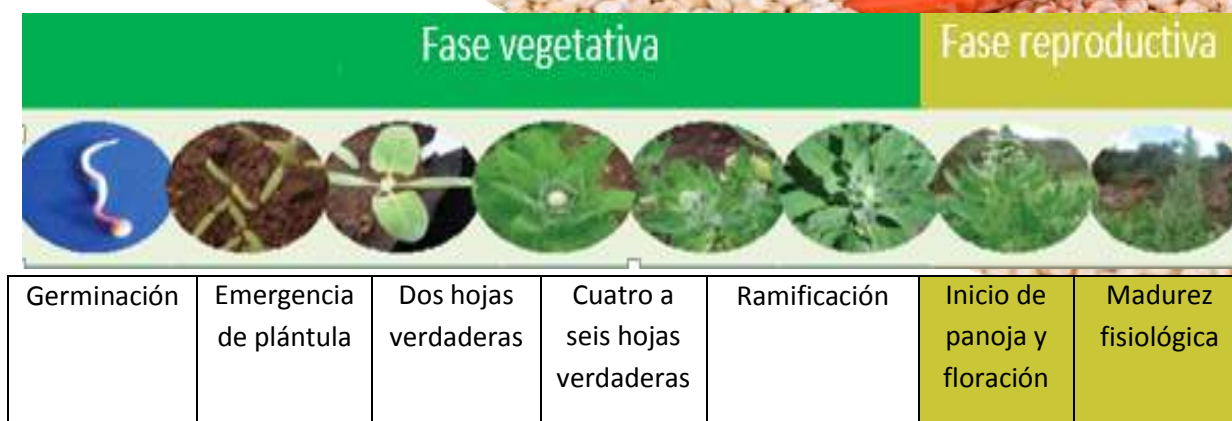 Fase vegetativa
Fase reproductiva
Germinación
Emergencia
de plántula
Dos hojas
verdaderas
Cuatro a
seis hojas
verdaderas
Ramificación
Inicio de
panoja y
floración
Madurez
fisiológica